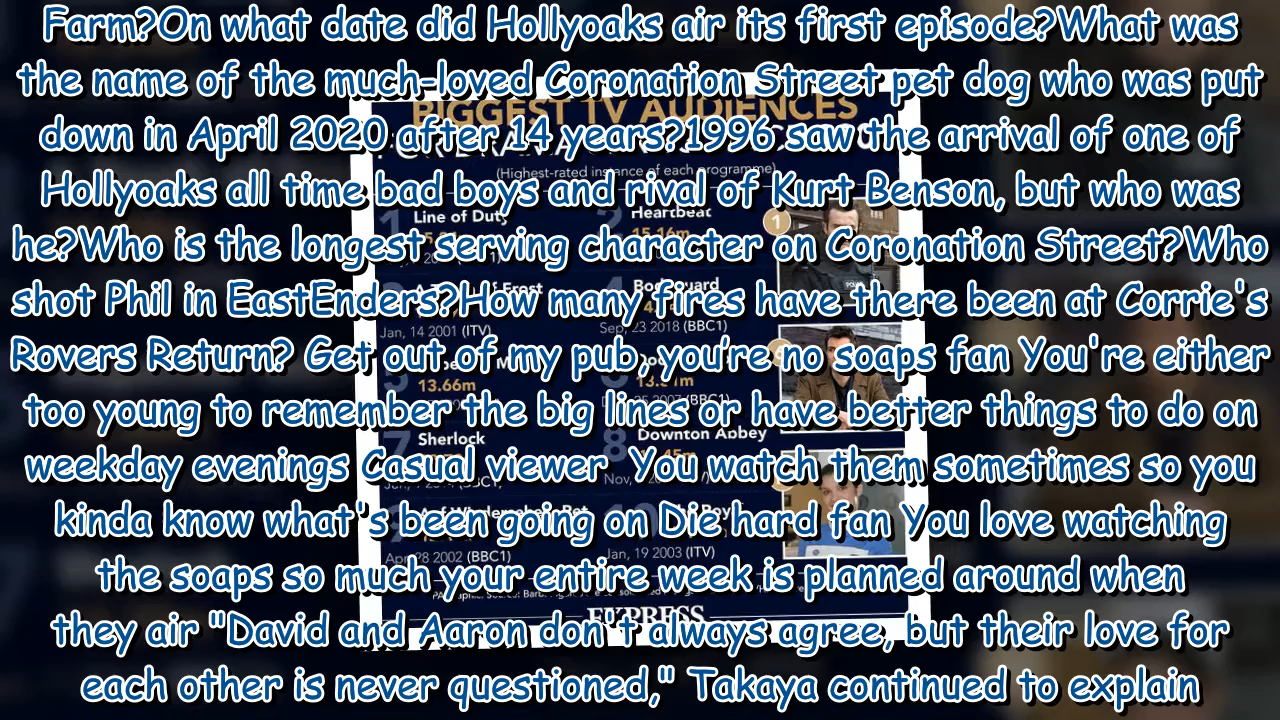 Farm?On what date did Hollyoaks air its first episode?What was
the name of the much-loved Coronation Street pet dog who was put
down in April 2020 after 14 years?1996 saw the arrival of one of
Hollyoaks all time bad boys and rival of Kurt Benson, but who was
he?Who is the longest serving character on Coronation Street?Who
shot Phil in EastEnders?How many fires have there been at Corrie's
Rovers Return? Get out of my pub, you're no soaps fan You're either
too young to remember the big lines or have better things to do on
weekday evenings Casual viewer  You watch them sometimes so you
kinda know what's been going on Die hard fan You love watching
the soaps so much your entire week is planned around when
they air "David and Aaron don't always agree, but their love for
each other is never questioned," Takaya continued to explain
BIGGEST TV AUDIENCES
(Highest-rated instance of each programme)
1 Line of Duty
2 Heartbeat
15.16m
Frost
Jan, 14 2001 (ITV)
Bodyguard
Sep, 23 2018 (BBC1)
13.66m
(BBC1)
7 Sherlock
8 Downton Abbey
Nov,
Apr 28 2002 (BBC1)
Jan, 19 2003 (ITV)
EXPRESS